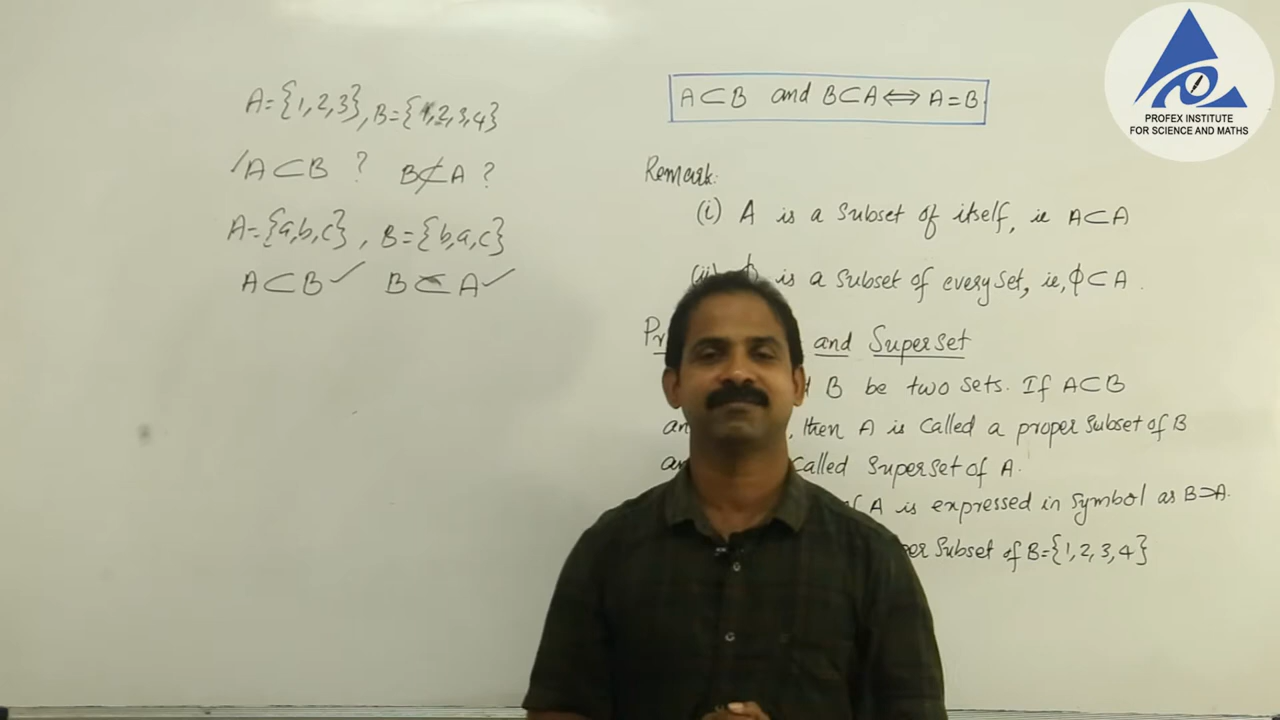 A={1,2,3}, B={1,2,3,4}
A⊂B ? B⊄A ?
A={a,b,c}, B={b,a,c}
A⊂B✓ B⊂A✓
A⊂B and B⊂A⟺A=B
Remark:
(i) A is a subset of itself, ie A⊂A
(ii) ϕ is a subset of every set, ie, ϕ⊂A.
and Superset
B be two sets. If A⊂B
, then A is called a proper subset of B
called superset of A.
A is expressed in symbol as B⊃A.
subset of B={1,2,3,4}
PROFEX INSTITUTE
FOR SCIENCE AND MATHS